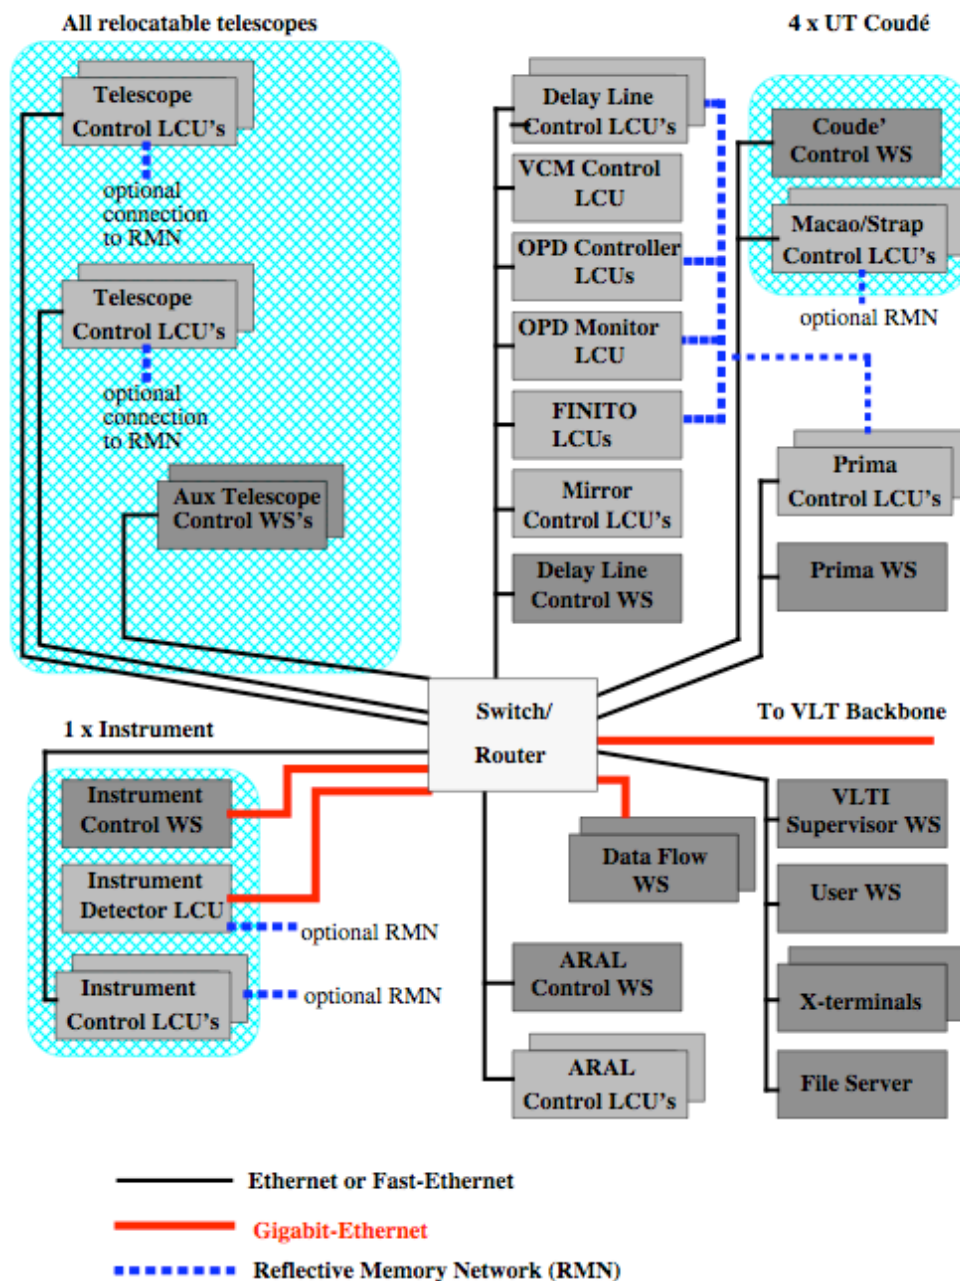 All relocatable telescopes
4 x UT Coudé
Telescope
Control LCU's
optional
connection
to RMN
Telescope
Control LCU's
optional
connection
to RMN
Aux Telescope
Control WS's
Delay Line
Control LCU's
VCM Control
LCU
OPD Controller
LCUs
OPD Monitor
LCU
FINITO
LCUs
Mirror
Control LCU's
Delay Line
Control WS
Coude'
Control WS
Macao/Strap
Control LCU's
optional RMN
Prima
Control LCU's
Prima WS
Switch/
Router
To VLT Backbone
1 x Instrument
Instrument
Control WS
Instrument
Detector LCU
optional RMN
Instrument
Control LCU's
optional RMN
Data Flow
WS
ARAL
Control WS
ARAL
Control LCU's
VLTI
Supervisor WS
User WS
X-terminals
File Server
Ethernet or Fast-Ethernet
Gigabit-Ethernet
Reflective Memory Network (RMN)